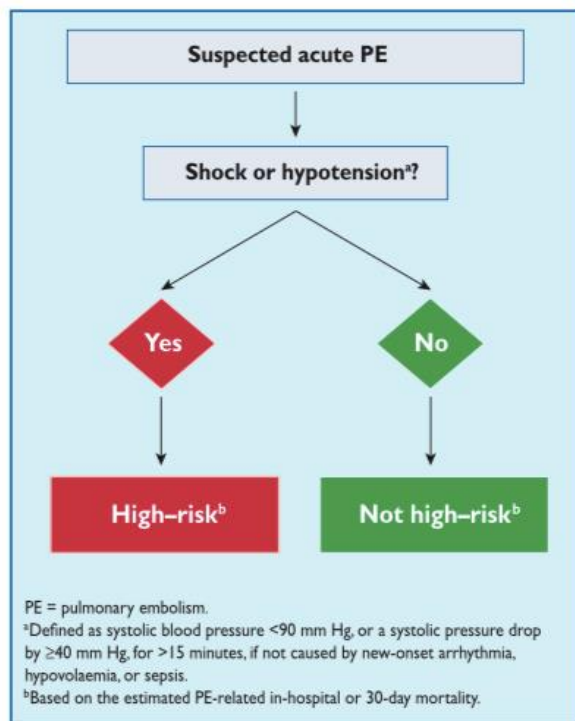 Suspected acute PE
Shock or hypotensionᵃ?
Yes
No
High–riskᵇ
Not high–riskᵇ
PE = pulmonary embolism.
ᵃDefined as systolic blood pressure <90 mm Hg, or a systolic pressure drop
by ≥40 mm Hg, for >15 minutes, if not caused by new-onset arrhythmia,
hypovolaemia, or sepsis.
ᵇBased on the estimated PE-related in-hospital or 30-day mortality.